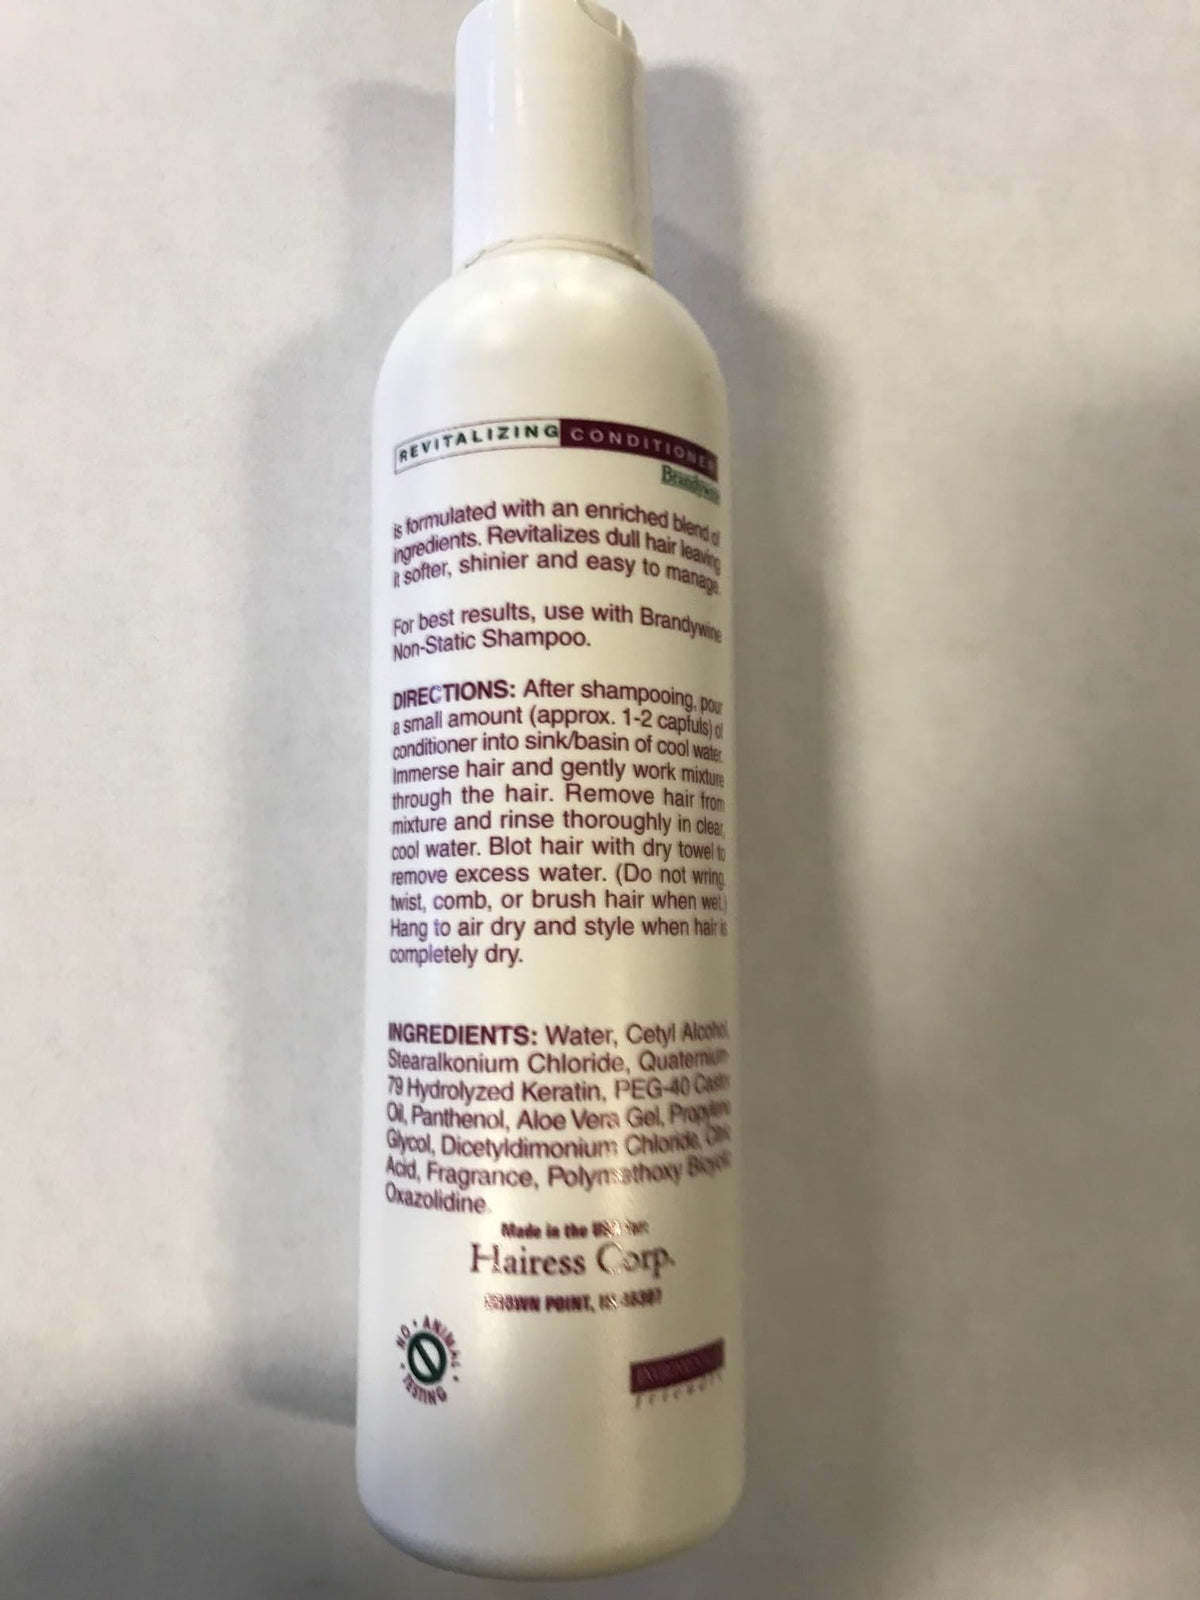 REVITALIZING CONDITIONER
Brandywine
is formulated with an enriched blend of
ingredients. Revitalizes dull hair leaving
it softer, shinier and easy to manage.
For best results, use with Brandywine
Non-Static Shampoo.
DIRECTIONS: After shampooing, pour
a small amount (approx. 1-2 capfuls) of
conditioner into sink/basin of cool water.
Immerse hair and gently work mixture
through the hair. Remove hair from
mixture and rinse thoroughly in clear,
cool water. Blot hair with dry towel to
remove excess water. (Do not wring,
twist, comb, or brush hair when wet.)
Hang to air dry and style when hair is
completely dry.
INGREDIENTS: Water, Cetyl Alcohol,
Stearalkonium Chloride, Quaternium
79 Hydrolyzed Keratin, PEG-40 Castor
Oil, Panthenol, Aloe Vera Gel, Propylene
Glycol, Dicetyldimonium Chloride, Citric
Acid, Fragrance, Polymethoxy Bicyclic
Oxazolidine.
Made in the USA for:
Hairess Corp.
CROWN POINT, IN 46307
NO • ANIMAL • TESTING •